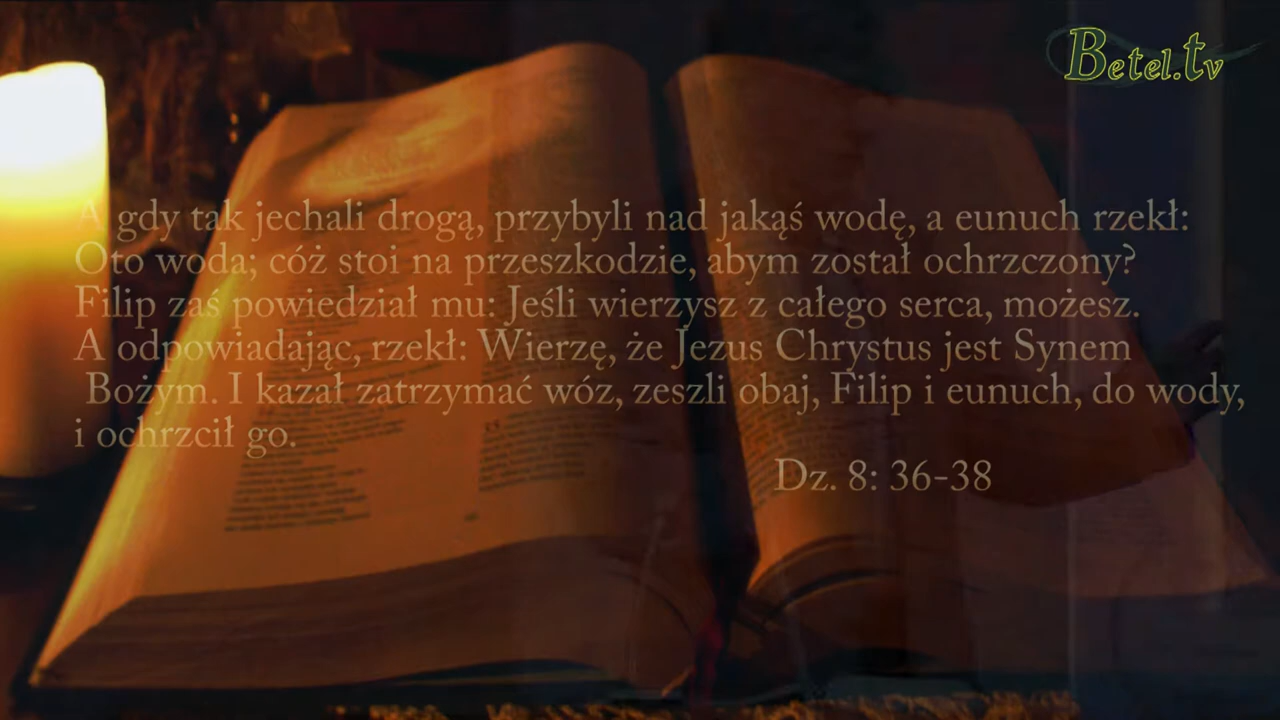 Betel.tv
A gdy tak jechali drogą, przybyli nad jakąś wodę, a eunuch rzekł:
Oto woda; cóż stoi na przeszkodzie, abym został ochrzczony?
Filip zaś powiedział mu: Jeśli wierzysz z całego serca, możesz.
A odpowiadając, rzekł: Wierzę, że Jezus Chrystus jest Synem
Bożym. I kazał zatrzymać wóz, zeszli obaj, Filip i eunuch, do wody,
i ochrzcił go.
Dz. 8: 36-38